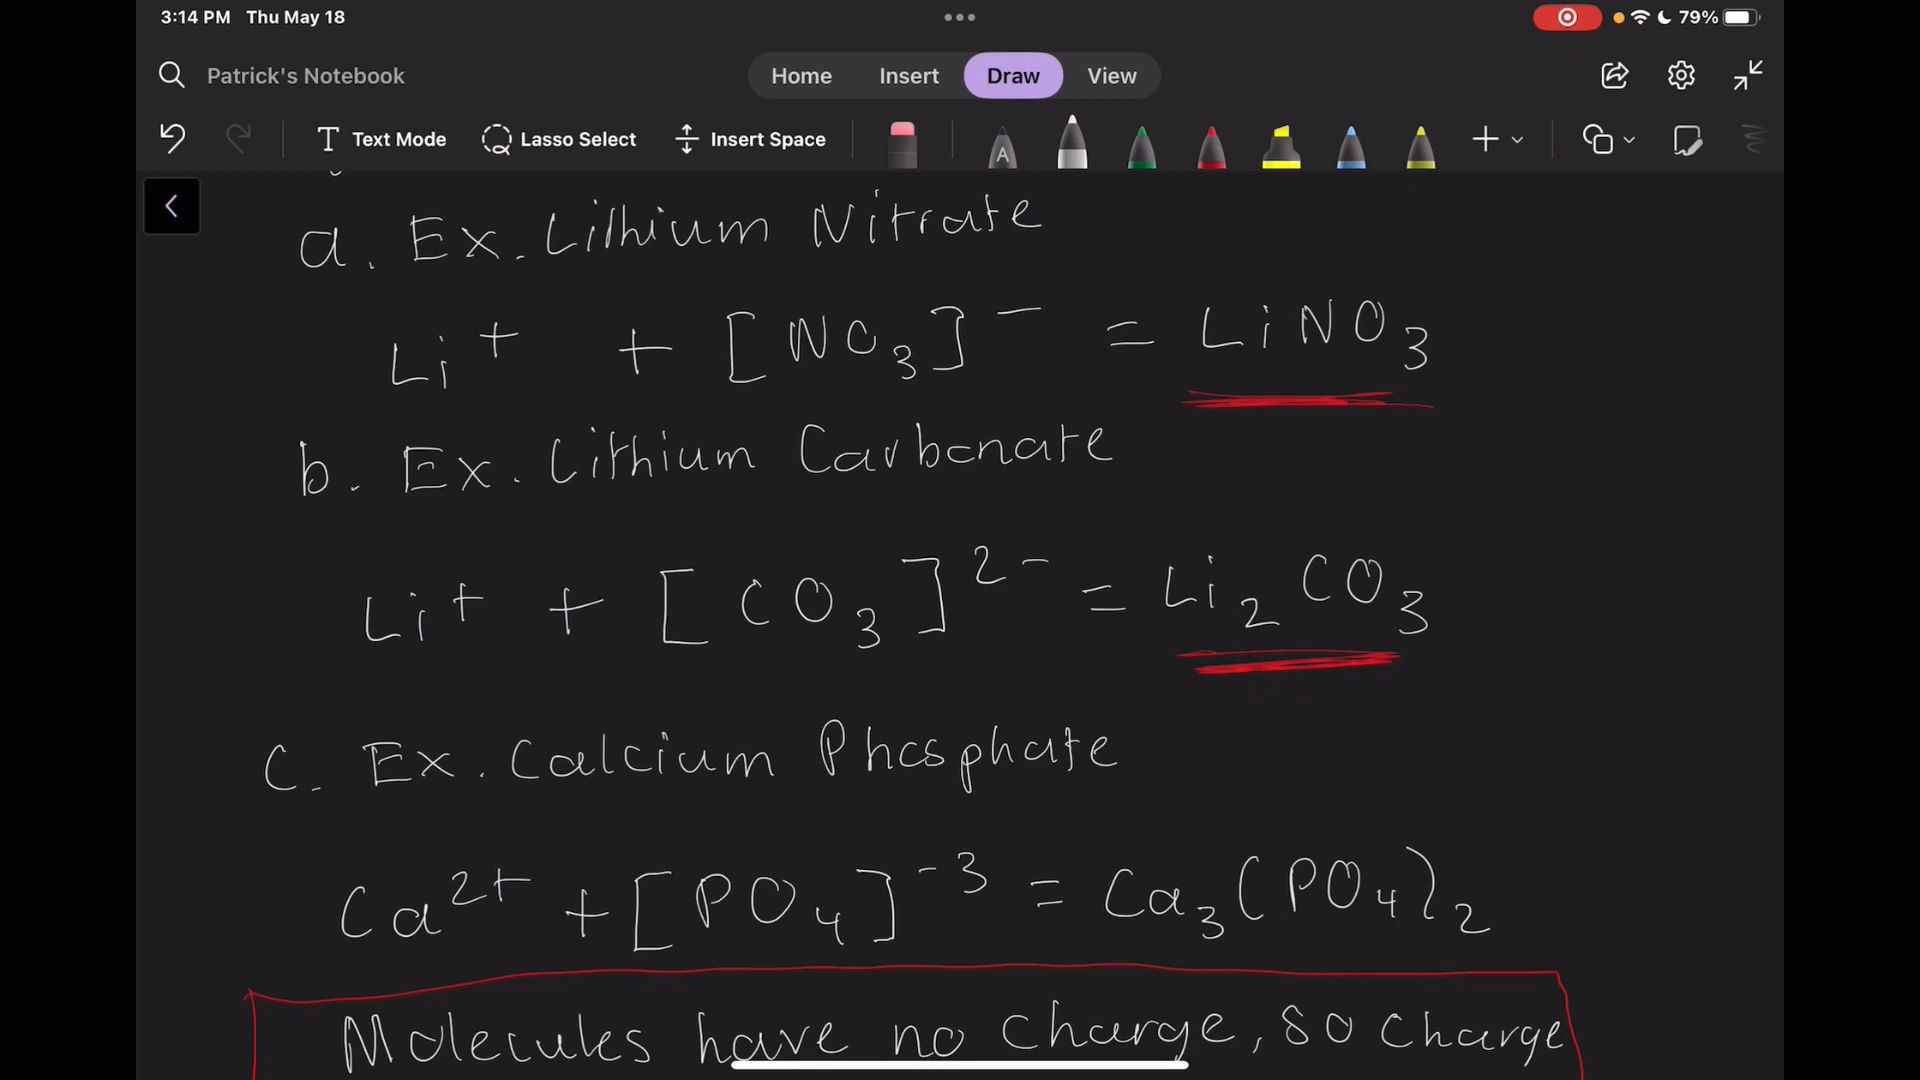 3:14 PM Thu May 18
79%
Patrick's Notebook
Home Insert Draw View
Text Mode Lasso Select Insert Space
A
a. Ex. Lithium Nitrate
Li⁺ + [NO₃]⁻ = LiNO₃
b. Ex. Lithium Carbonate
Li⁺ + [CO₃]²⁻ = Li₂CO₃
c. Ex. Calcium Phosphate
Ca²⁺ + [PO₄]⁻³ = Ca₃(PO₄)₂
Molecules have no charge, so charge